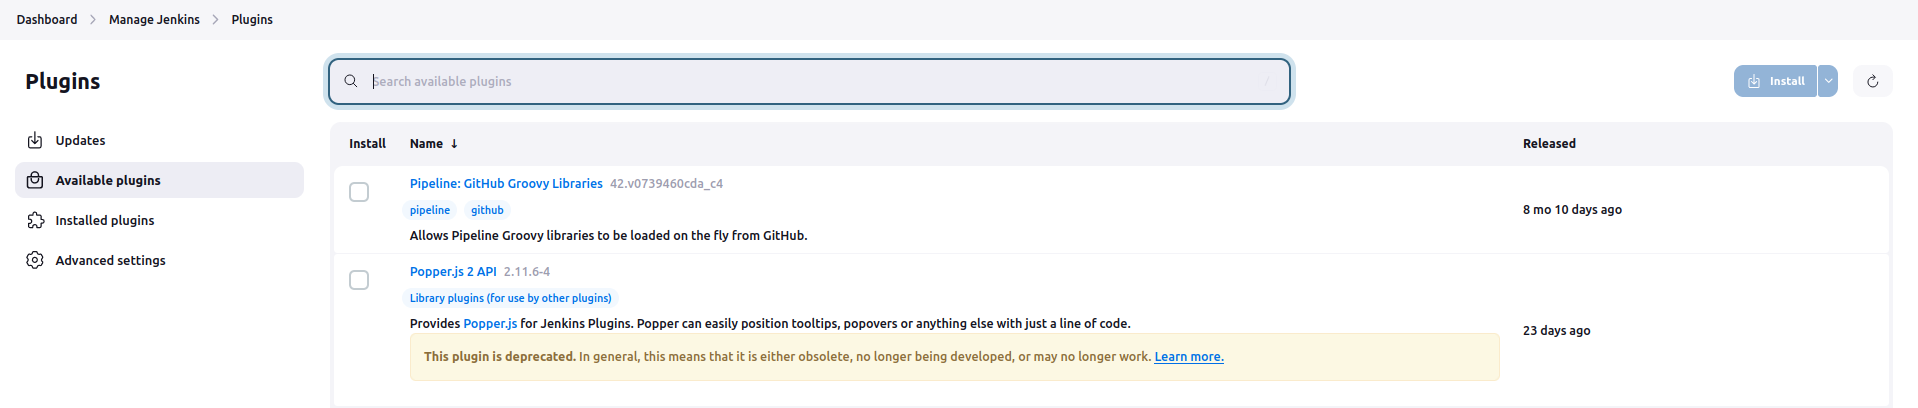 Dashboard > Manage Jenkins > Plugins
Plugins
Updates
Available plugins
Installed plugins
Advanced settings
Search available plugins /
Install
Install Name ↓ Released
Pipeline: GitHub Groovy Libraries 42.v0739460cda_c4
pipeline github
Allows Pipeline Groovy libraries to be loaded on the fly from GitHub.
8 mo 10 days ago
Popper.js 2 API 2.11.6-4
Library plugins (for use by other plugins)
Provides Popper.js for Jenkins Plugins. Popper can easily position tooltips, popovers or anything else with just a line of code.
This plugin is deprecated. In general, this means that it is either obsolete, no longer being developed, or may no longer work. Learn more.
23 days ago